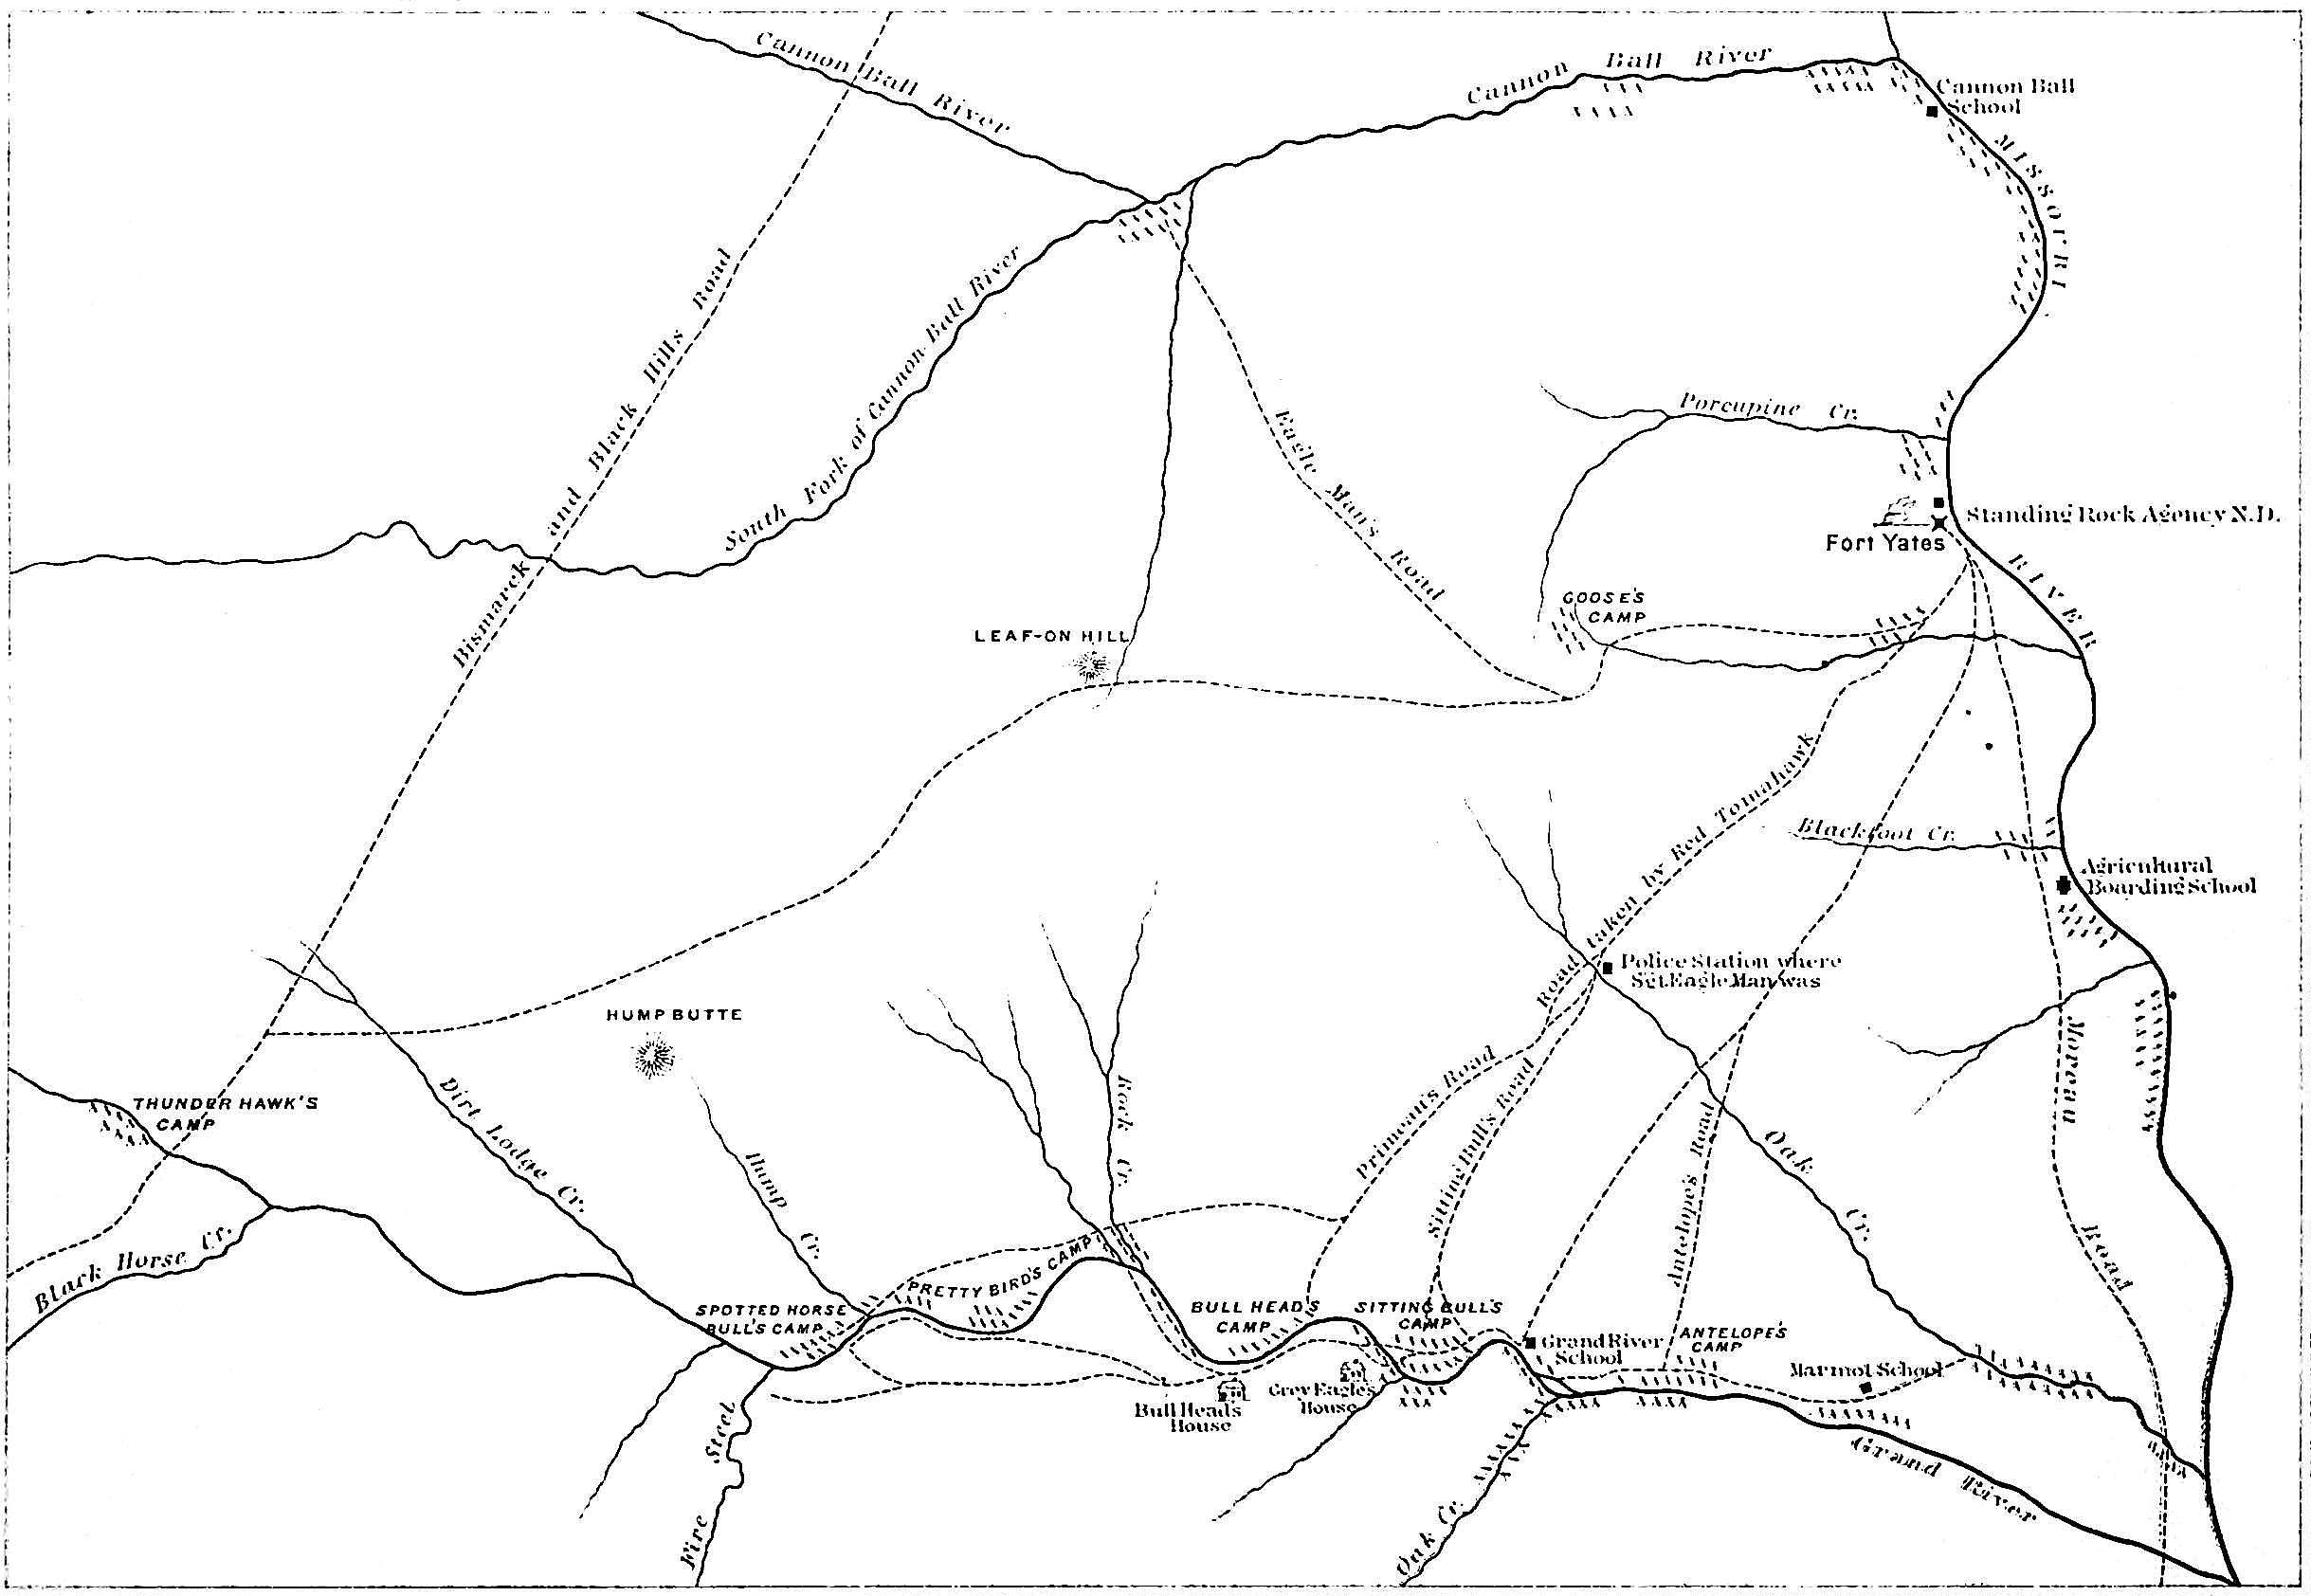 Cannon Ball River
Cannon Ball River
Cannon Ball
School
MISSOURI
RIVER
Bismarck and Black Hills Road
South Fork of Cannon Ball River
Eagle Man's Road
Porcupine Cr.
Standing Rock Agency N.D.
Fort Yates
GOOSE'S
CAMP
LEAF-ON HILL
Road taken by Red Tomahawk
Blackfoot Cr.
Agricultural
Boarding School
Police Station where
Sgt. Eagle Man was
HUMP BUTTE
THUNDER HAWK'S
CAMP
Black Horse Cr.
Dirt Lodge Cr.
Hump Cr.
Rock Cr.
Primeau's Road
Sitting Bull's Road
Antelope's Road
Oak Cr.
Moreau Road
SPOTTED HORSE
BULL'S CAMP
PRETTY BIRD'S CAMP
BULL HEAD'S
CAMP
SITTING BULL'S
CAMP
Grand River
School
ANTELOPE'S
CAMP
Marmot School
Bull Head's
House
Grey Eagle's
House
Fire Steel
Oak Cr.
Grand River